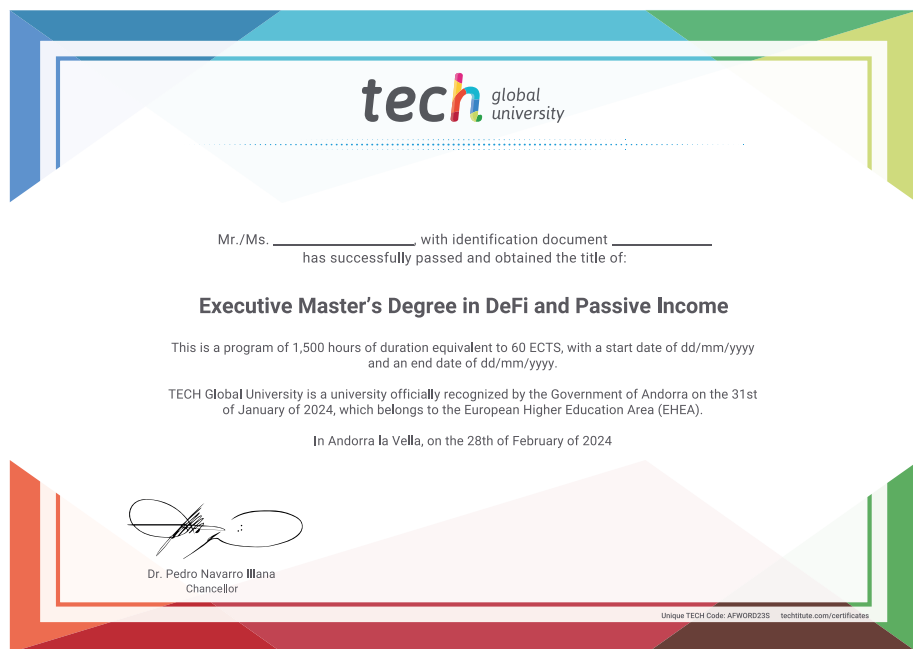 tech global university
Mr./Ms. ________________, with identification document ___________
has successfully passed and obtained the title of:
Executive Master’s Degree in DeFi and Passive Income
This is a program of 1,500 hours of duration equivalent to 60 ECTS, with a start date of dd/mm/yyyy
and an end date of dd/mm/yyyy.
TECH Global University is a university officially recognized by the Government of Andorra on the 31st
of January of 2024, which belongs to the European Higher Education Area (EHEA).
In Andorra la Vella, on the 28th of February of 2024
Dr. Pedro Navarro Illana
Chancellor
Unique TECH Code: AFWORD23S techtitute.com/certificates